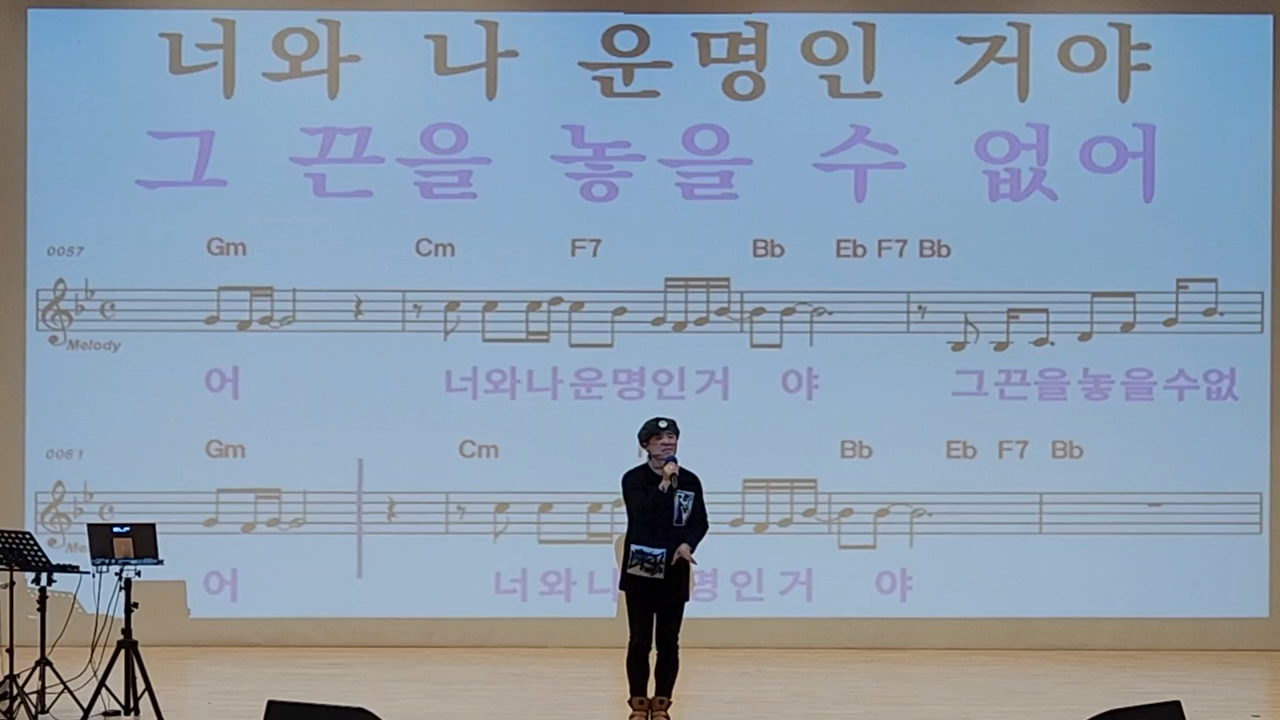 너와 나 운명인 거야
그 끈을 놓을 수 없어
0057 Gm Cm F7 Bb Eb F7 Bb
Melody
어 너와나운명인거 야 그끈을놓을수없
0061 Gm Cm Bb Eb F7 Bb
Me
어 너와나 명인거 야